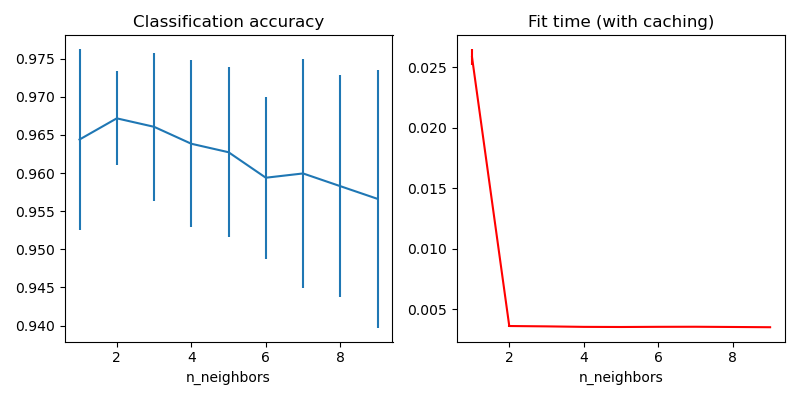 Classification accuracy
0.975
0.970
0.965
0.960
0.955
0.950
0.945
0.940
2 4 6 8
n_neighbors
Fit time (with caching)
0.025
0.020
0.015
0.010
0.005
2 4 6 8
n_neighbors